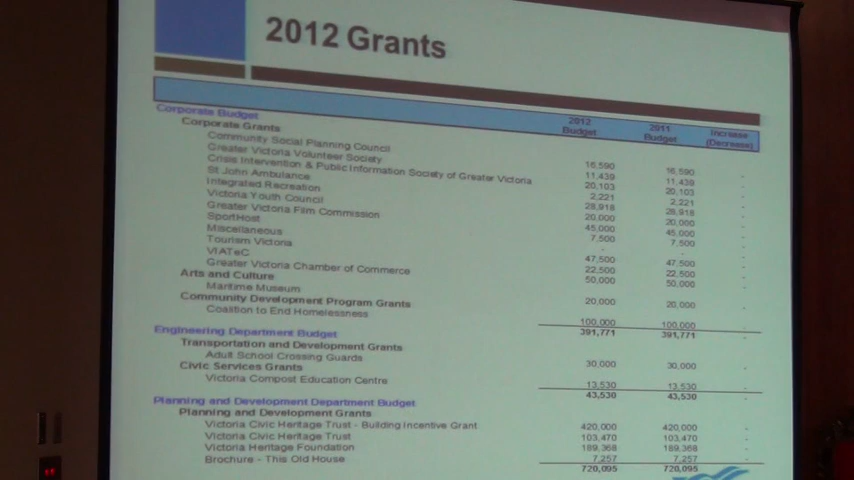 2012 Grants
2012 Budget 2011 Budget Increase (Decrease)
Corporate Budget
Corporate Grants
Community Social Planning Council 16,590 16,590 -
Greater Victoria Volunteer Society 11,439 11,439 -
Crisis Intervention & Public Information Society of Greater Victoria 20,103 20,103 -
St John Ambulance 2,221 2,221 -
Integrated Recreation 28,918 28,918 -
Victoria Youth Council 20,000 20,000 -
Greater Victoria Film Commission 45,000 45,000 -
SportHost 7,500 7,500 -
Miscellaneous - - -
Tourism Victoria 47,500 47,500 -
VIATeC 22,500 22,500 -
Greater Victoria Chamber of Commerce 50,000 50,000 -
Arts and Culture
Maritime Museum 20,000 20,000 -
Community Development Program Grants
Coalition to End Homelessness 100,000 100,000 -
391,771 391,771 -
Engineering Department Budget
Transportation and Development Grants
Adult School Crossing Guards 30,000 30,000 -
Civic Services Grants
Victoria Compost Education Centre 13,530 13,530 -
43,530 43,530 -
Planning and Development Department Budget
Planning and Development Grants
Victoria Civic Heritage Trust - Building Incentive Grant 420,000 420,000 -
Victoria Civic Heritage Trust 103,470 103,470 -
Victoria Heritage Foundation 189,368 189,368 -
Brochure - This Old House 7,257 7,257 -
720,095 720,095 -